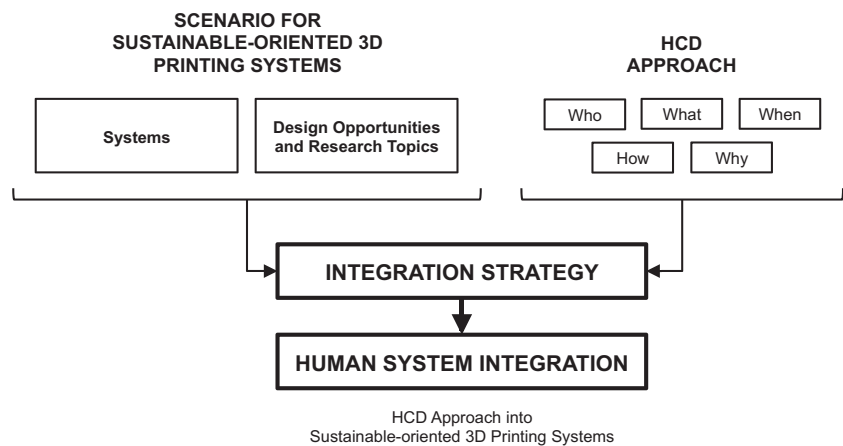 SCENARIO FOR
SUSTAINABLE-ORIENTED 3D
PRINTING SYSTEMS
Systems
Design Opportunities
and Research Topics
HCD
APPROACH
Who
What
When
How
Why
INTEGRATION STRATEGY
HUMAN SYSTEM INTEGRATION
HCD Approach into
Sustainable-oriented 3D Printing Systems